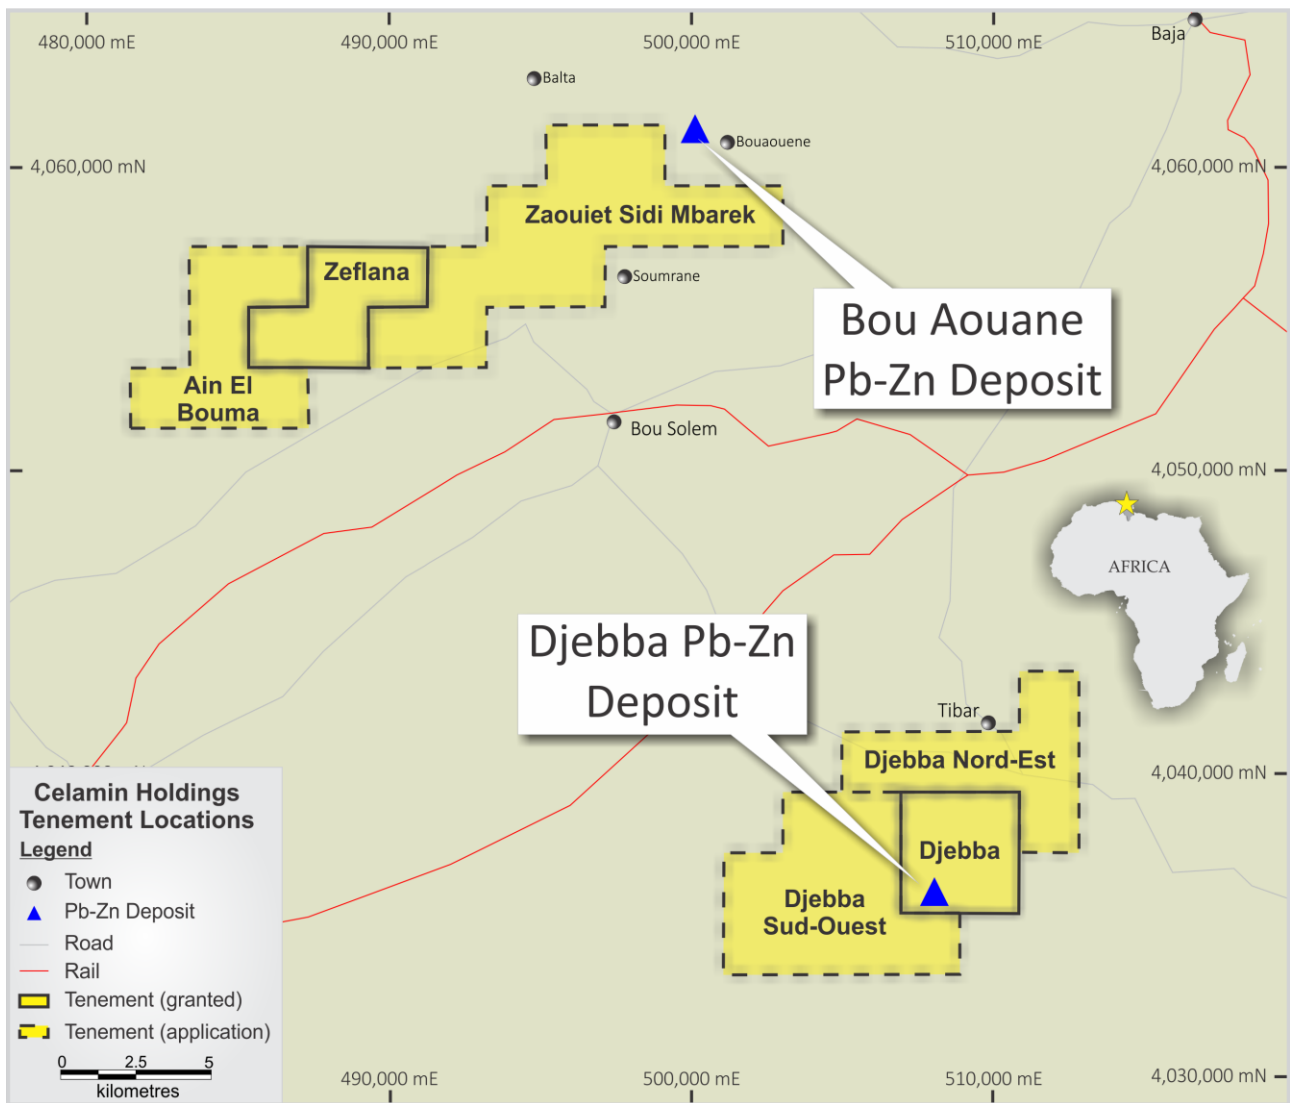 480,000 mE
490,000 mE
500,000 mE
510,000 mE
Baja
Balta
Bouaouene
4,060,000 mN
4,060,000 mN
Zaouiet Sidi Mbarek
Zeflana
Soumrane
Bou Aouane
Pb-Zn Deposit
Ain El
Bouma
Bou Solem
4,050,000 mN
AFRICA
Djebba Pb-Zn
Deposit
Tibar
Djebba Nord-Est
4,040,000 mN
Djebba
Djebba
Sud-Ouest
Celamin Holdings
Tenement Locations
Legend
Town
Pb-Zn Deposit
Road
Rail
Tenement (granted)
Tenement (application)
0 2.5 5
kilometres
490,000 mE
500,000 mE
510,000 mE
4,030,000 mN